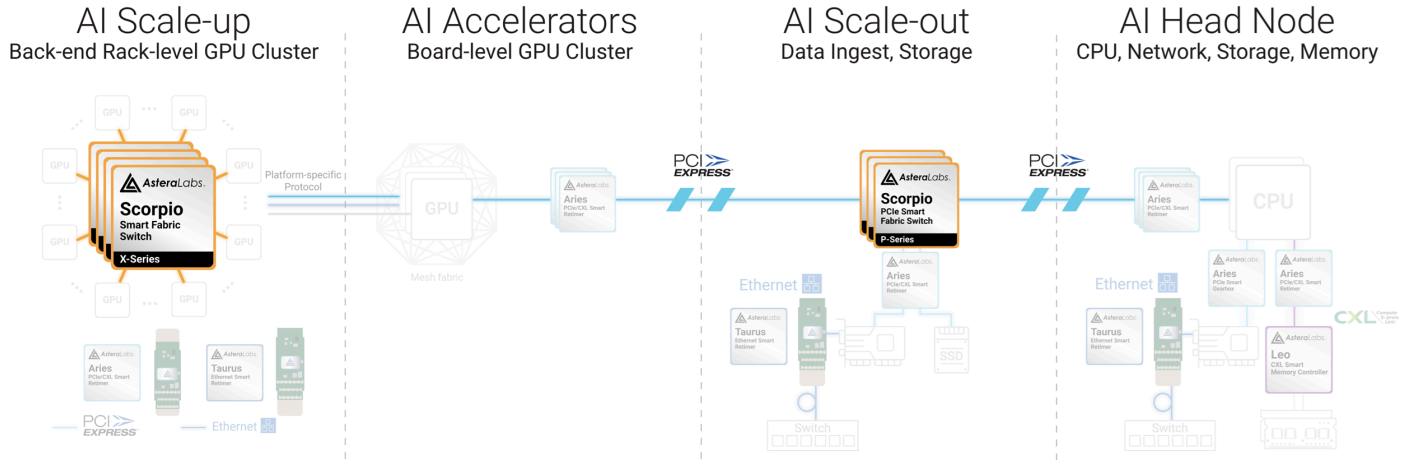 AI Scale-up
Back-end Rack-level GPU Cluster
GPU
GPU
GPU
GPU
GPU
GPU
GPU
GPU
AsteraLabs.
Scorpio
Smart Fabric
Switch
X-Series
Platform-specific
Protocol
AsteraLabs.
Aries
PCIe/CXL Smart
Retimer
AsteraLabs.
Taurus
Ethernet Smart
Retimer
PCI
EXPRESS
Ethernet
AI Accelerators
Board-level GPU Cluster
GPU
Mesh fabric
AsteraLabs.
Aries
PCIe/CXL Smart
Retimer
PCI
EXPRESS
AI Scale-out
Data Ingest, Storage
AsteraLabs.
Scorpio
PCIe Smart
Fabric Switch
P-Series
AsteraLabs.
Aries
PCIe/CXL Smart
Retimer
Ethernet
AsteraLabs.
Taurus
Ethernet Smart
Retimer
SSD
Switch
PCI
EXPRESS
AI Head Node
CPU, Network, Storage, Memory
AsteraLabs.
Aries
PCIe/CXL Smart
Retimer
CPU
AsteraLabs.
Aries
PCIe Smart
Gearbox
AsteraLabs.
Aries
PCIe/CXL Smart
Retimer
Ethernet
AsteraLabs.
Taurus
Ethernet Smart
Retimer
CXL
Compute
Express
Link
AsteraLabs.
Leo
CXL Smart
Memory Controller
Switch